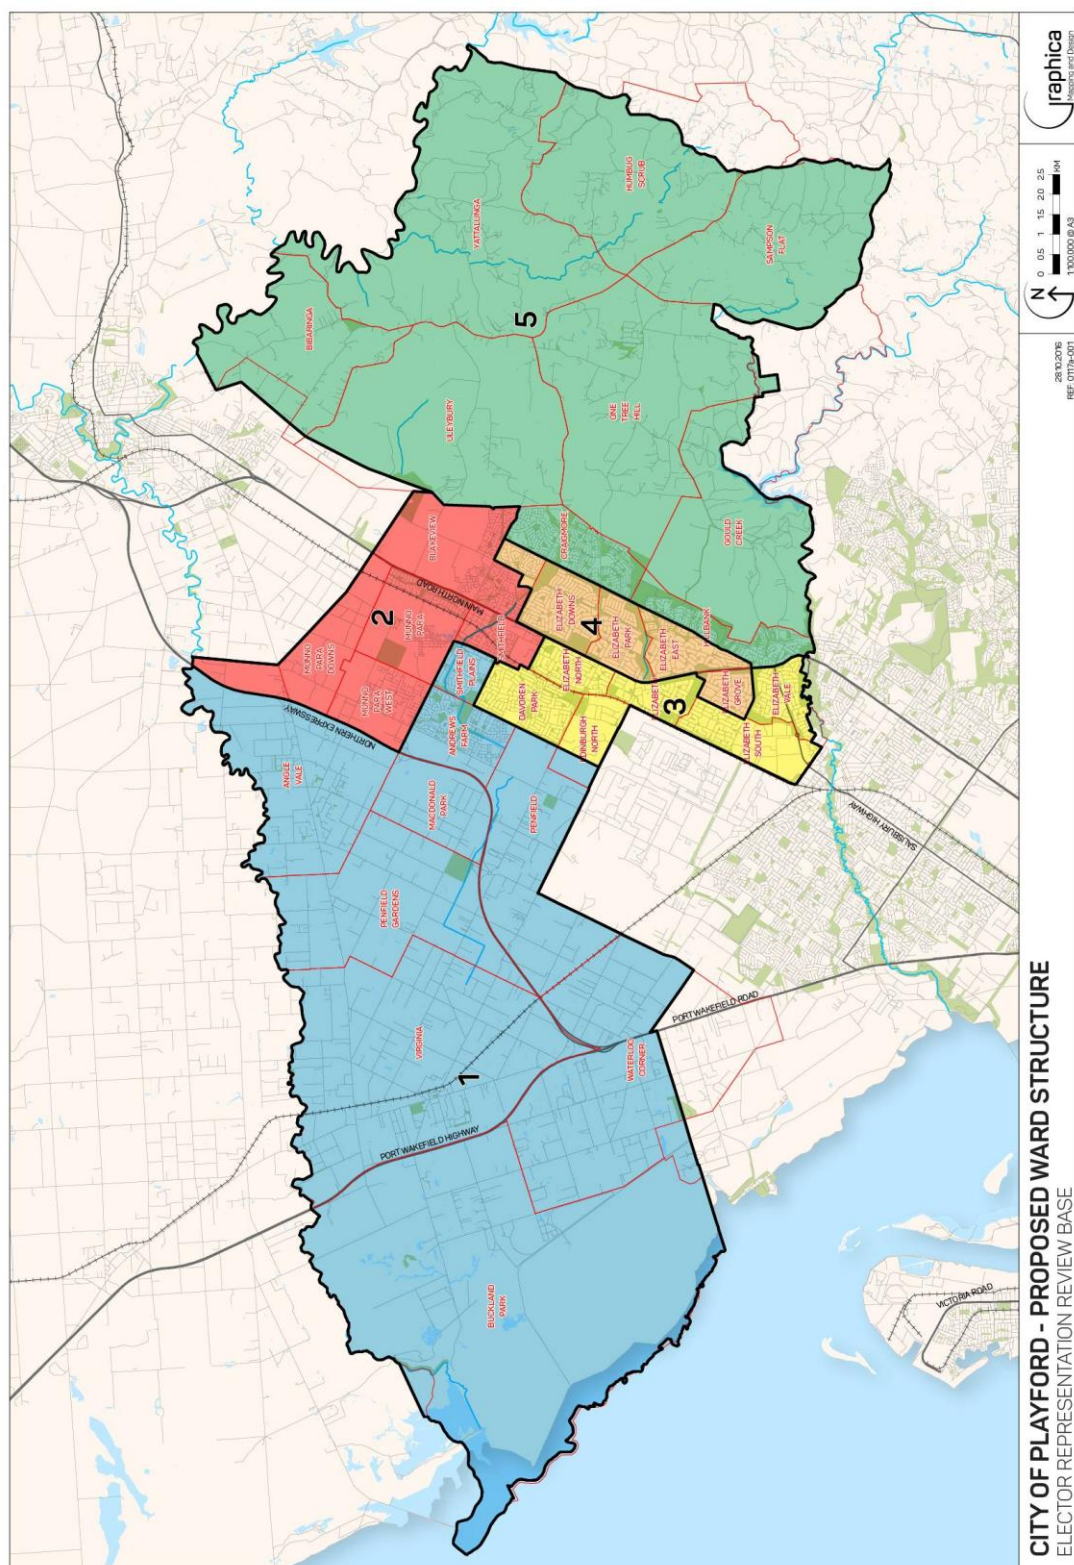 BIBARINGA
YATTALUNGA
HUMBUG
SCRUB
ULEYBURY
5
ONE
TREE
HILL
SAMPSON
FLAT
GOULD
CREEK
CRAIGMORE
HILLBANK
BLAKEVIEW
MAIN NORTH ROAD
2
MUNNO
PARA
MUNNO
PARA
DOWNS
MUNNO
PARA
WEST
SMITHFIELD
SMITHFIELD
PLAINS
ELIZABETH
DOWNS
4
ELIZABETH
PARK
ELIZABETH
EAST
ELIZABETH
GROVE
ELIZABETH
NORTH
DAVOREN
PARK
ELIZABETH
3
EDINBURGH
NORTH
ELIZABETH
SOUTH
ELIZABETH
VALE
NORTHERN EXPRESSWAY
ANDREWS
FARM
ANGLE
VALE
MACDONALD
PARK
PENFIELD
PENFIELD
GARDENS
VIRGINIA
1
WATERLOO
CORNER
PORT WAKEFIELD ROAD
SALISBURY HIGHWAY
PORT WAKEFIELD HIGHWAY
BUCKLAND
PARK
VICTORIA ROAD
CITY OF PLAYFORD - PROPOSED WARD STRUCTURE
ELECTOR REPRESENTATION REVIEW BASE
28.10.2016
REF: 0117a-001
N
0 0.5 1 1.5 2.0 2.5
KM
1:100,000 @ A3
Graphica
Mapping and Design